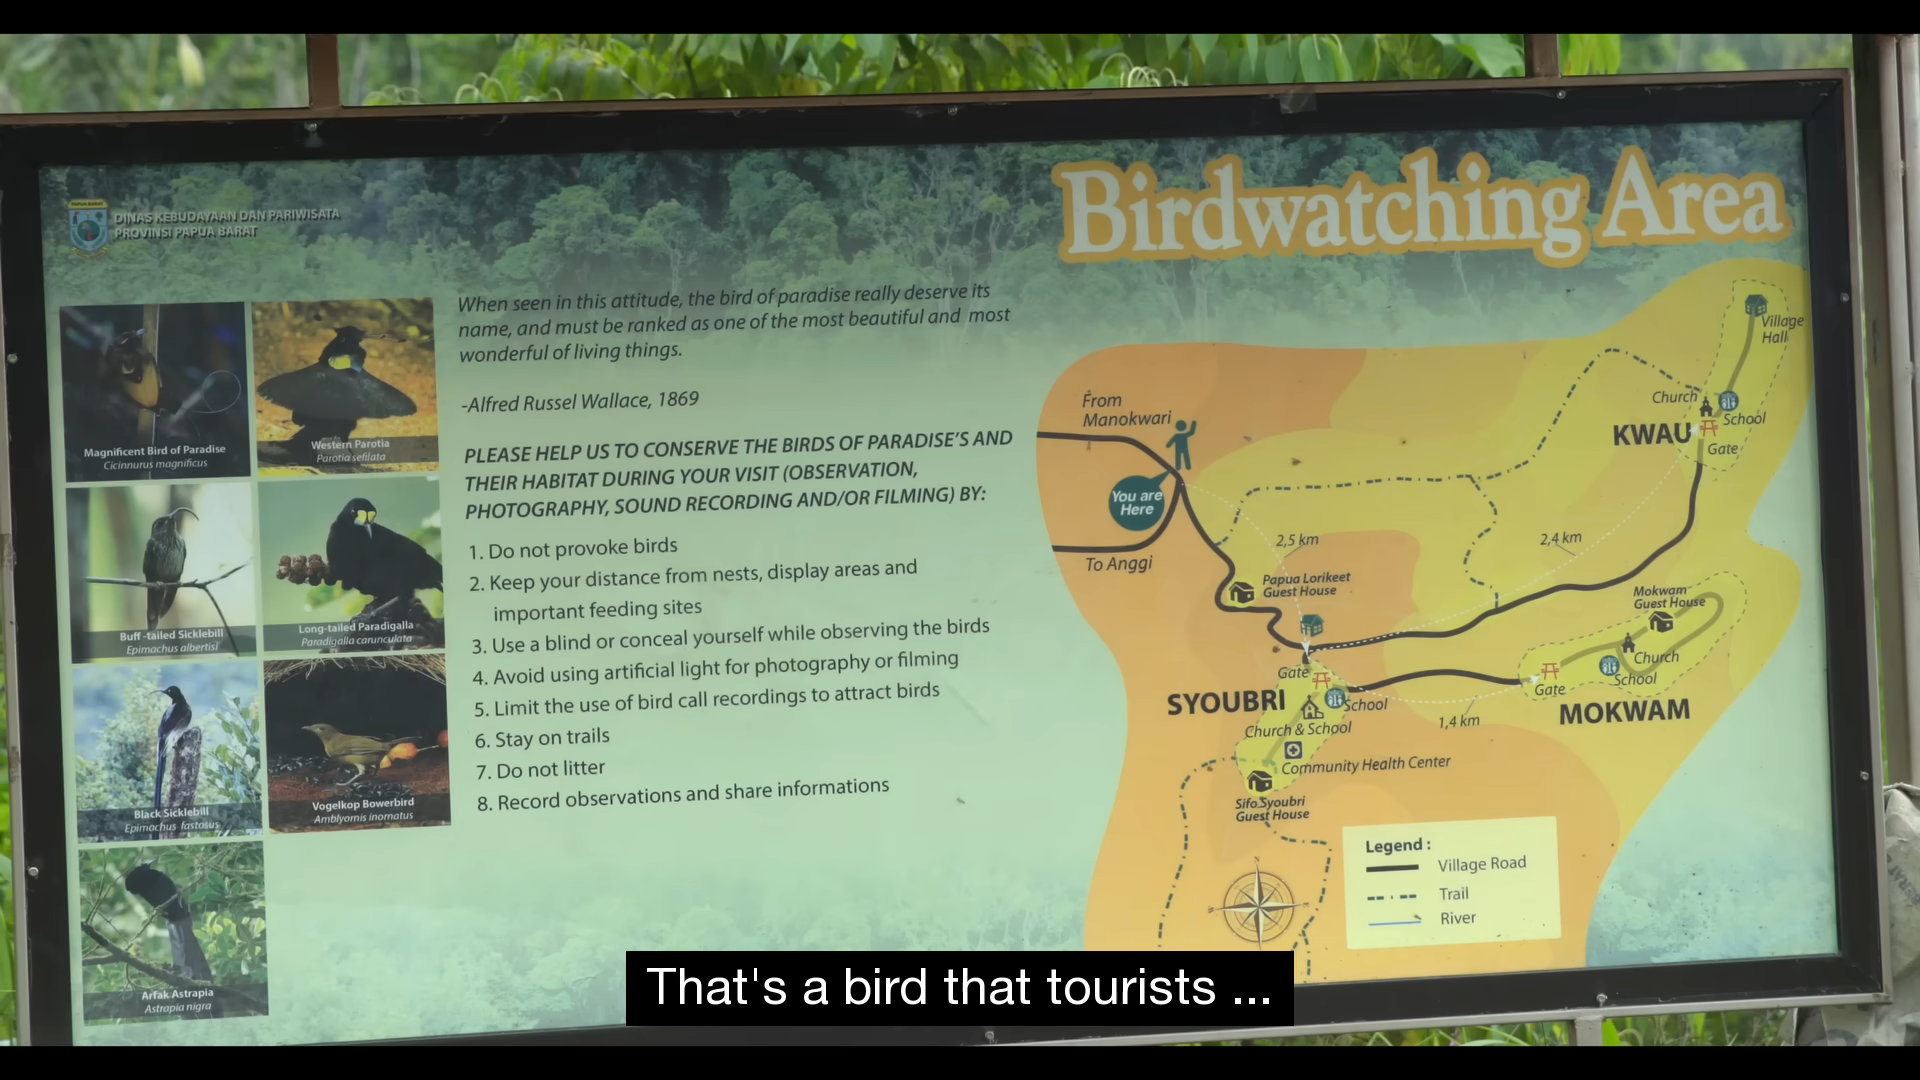 DINAS KEBUDAYAAN DAN PARIWISATA
PROVINSI PAPUA BARAT
Birdwatching Area
Magnificent Bird of Paradise
Cicinnurus magnificus
Western Parotia
Parotia sefilata
Buff -tailed Sicklebill
Epimachus albertisi
Long-tailed Paradigalla
Paradigalla carunculata
Black Sicklebill
Epimachus fastosus
Vogelkop Bowerbird
Amblyornis inornatus
Arfak Astrapia
Astrapia nigra
When seen in this attitude, the bird of paradise really deserve its
name, and must be ranked as one of the most beautiful and most
wonderful of living things.
-Alfred Russel Wallace, 1869
PLEASE HELP US TO CONSERVE THE BIRDS OF PARADISE'S AND
THEIR HABITAT DURING YOUR VISIT (OBSERVATION,
PHOTOGRAPHY, SOUND RECORDING AND/OR FILMING) BY:
1. Do not provoke birds
2. Keep your distance from nests, display areas and
important feeding sites
3. Use a blind or conceal yourself while observing the birds
4. Avoid using artificial light for photography or filming
5. Limit the use of bird call recordings to attract birds
6. Stay on trails
7. Do not litter
8. Record observations and share informations
From
Manokwari
You are
Here
To Anggi
2,5 km
Papua Lorikeet
Guest House
Village
Hall
Church
School
KWAU
Gate
2,4 km
Mokwam
Guest House
Church
School
Gate
MOKWAM
1,4 km
Gate
SYOUBRI
School
Church & School
Community Health Center
Sifo Syoubri
Guest House
Legend :
Village Road
Trail
River
That's a bird that tourists ...